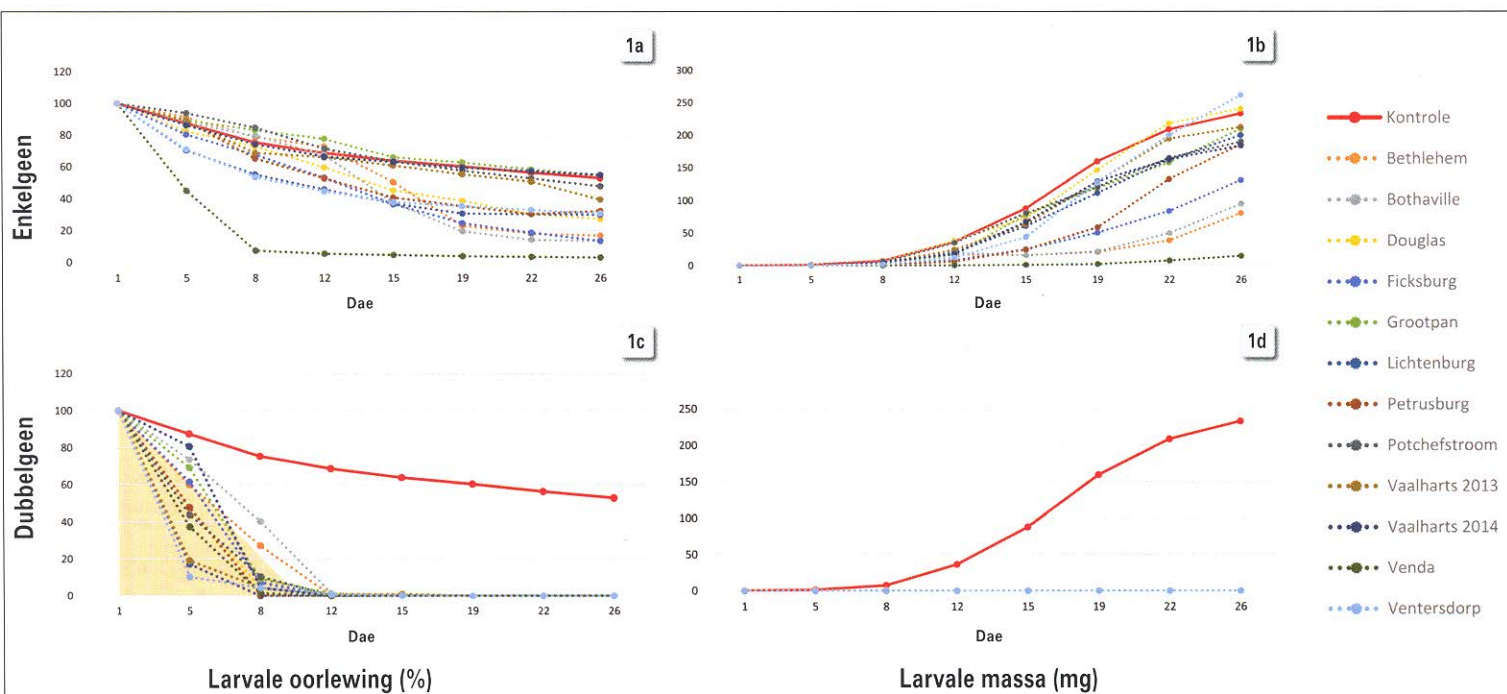 1a
Enkelgeen
120
100
80
60
40
20
0
1 5 8 12 15 19 22 26
Dae
1b
300
250
200
150
100
50
0
1 5 8 12 15 19 22 26
Dae
Kontrole
Bethlehem
Bothaville
Douglas
Ficksburg
Grootpan
Lichtenburg
Petrusburg
Potchefstroom
Vaalharts 2013
Vaalharts 2014
Venda
Ventersdorp
1c
Dubbelgeen
120
100
80
60
40
20
0
1 5 8 12 15 19 22 26
Dae
1d
250
200
150
100
50
0
1 5 8 12 15 19 22 26
Dae
Larvale oorlewing (%)
Larvale massa (mg)